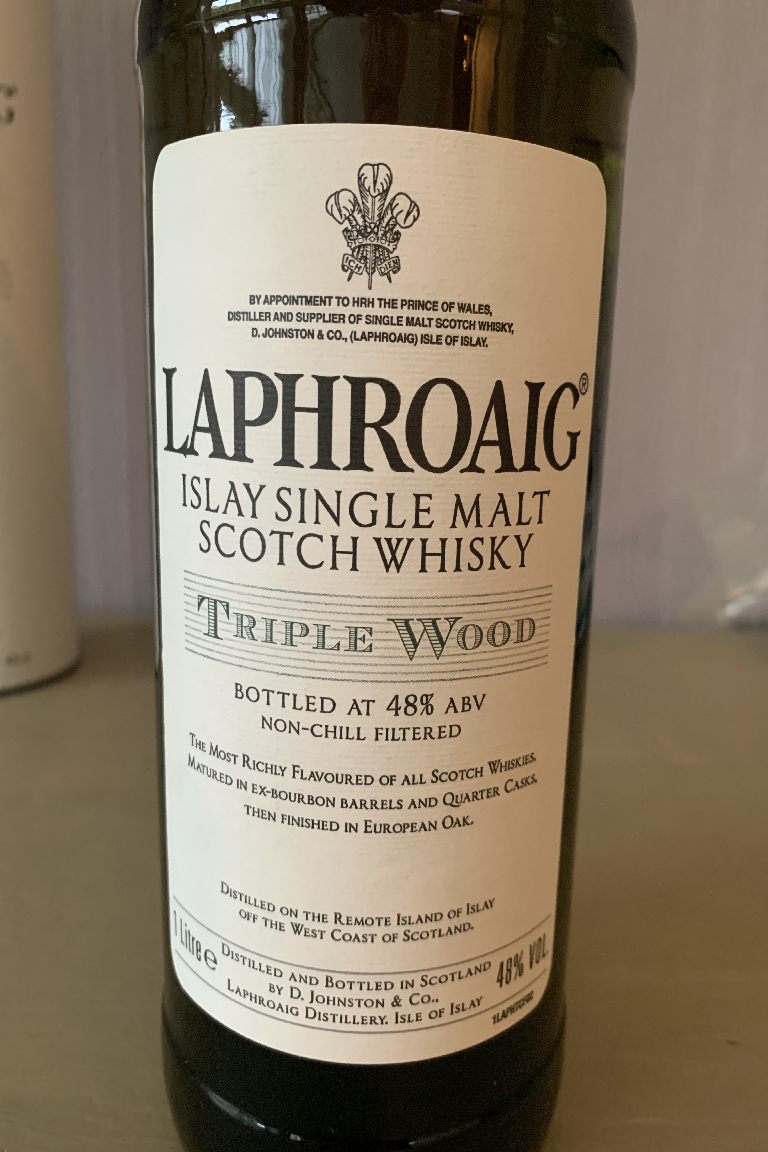 ICH DIEN
BY APPOINTMENT TO HRH THE PRINCE OF WALES,
DISTILLER AND SUPPLIER OF SINGLE MALT SCOTCH WHISKY,
D. JOHNSTON & CO., (LAPHROAIG) ISLE OF ISLAY.
LAPHROAIG®
ISLAY SINGLE MALT
SCOTCH WHISKY
TRIPLE WOOD
BOTTLED AT 48% ABV
NON-CHILL FILTERED
THE MOST RICHLY FLAVOURED OF ALL SCOTCH WHISKIES.
MATURED IN EX-BOURBON BARRELS AND QUARTER CASKS,
THEN FINISHED IN EUROPEAN OAK.
DISTILLED ON THE REMOTE ISLAND OF ISLAY
OFF THE WEST COAST OF SCOTLAND.
1 Litre e
DISTILLED AND BOTTLED IN SCOTLAND
BY D. JOHNSTON & CO.,
LAPHROAIG DISTILLERY. ISLE OF ISLAY
48% VOL.